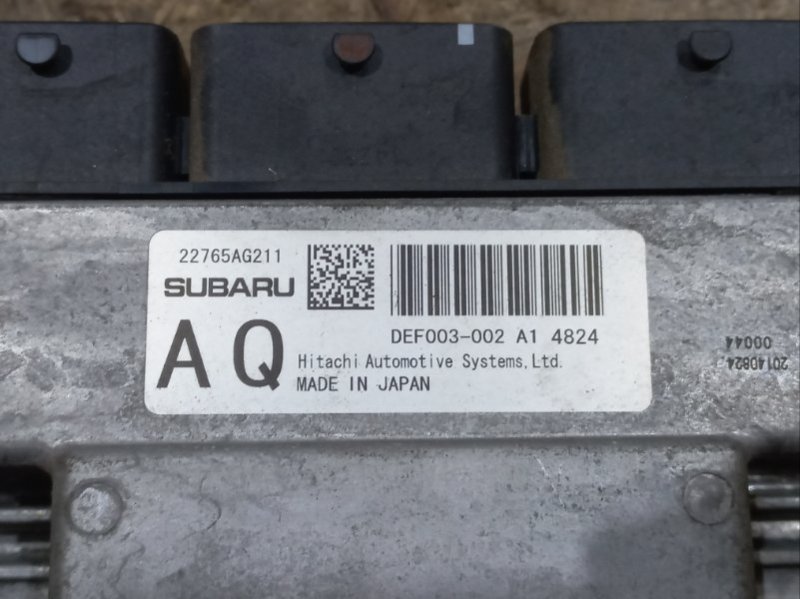 22765AG211
SUBARU
AQ
DEF003-002 A1 4824
Hitachi Automotive Systems,Ltd.
MADE IN JAPAN
20140824
00044